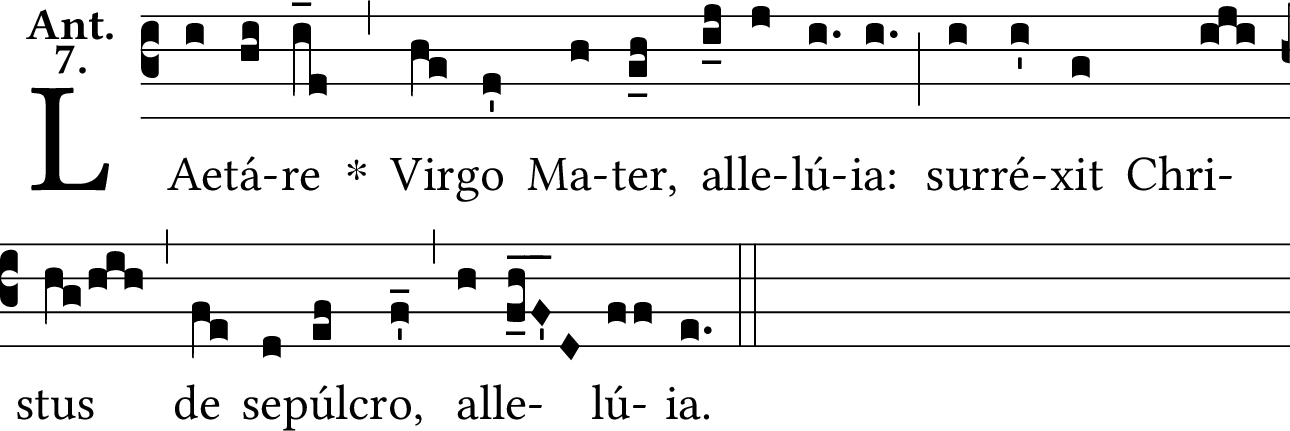 Ant.
7.
LAetá-re * Virgo Ma-ter, alle-lú-ia: surré-xit Chri-
stus de sepúlcro, alle- lú- ia.